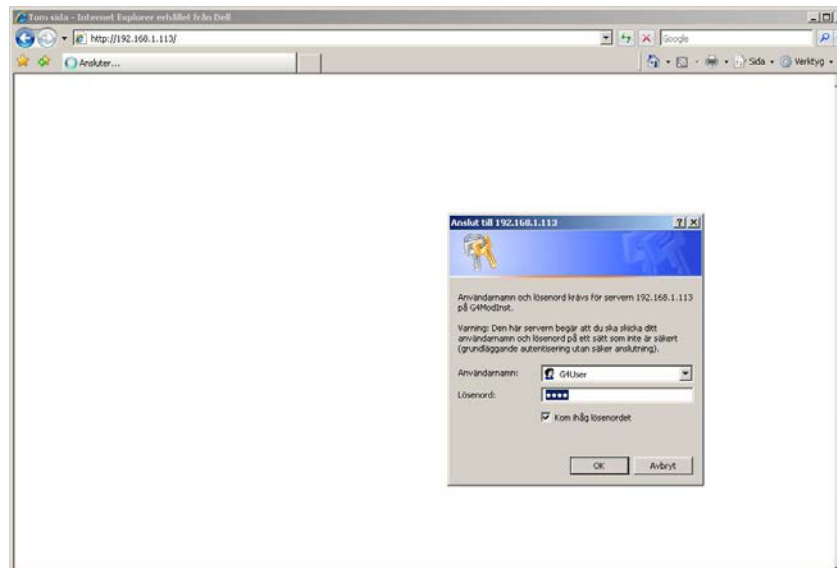 Tom sida - Internet Explorer erhållet från Dell
http://192.168.1.113/
Google
Ansluter...
Sida
Verktyg
Anslut till 192.168.1.113
Användarnamn och lösenord krävs för servern 192.168.1.113
på G4ModInst.
Varning: Den här servern begär att du ska skicka ditt
användarnamn och lösenord på ett sätt som inte är säkert
(grundläggande autentisering utan säker anslutning).
Användarnamn:
G4User
Lösenord:
••••
Kom ihåg lösenordet
OK
Avbryt